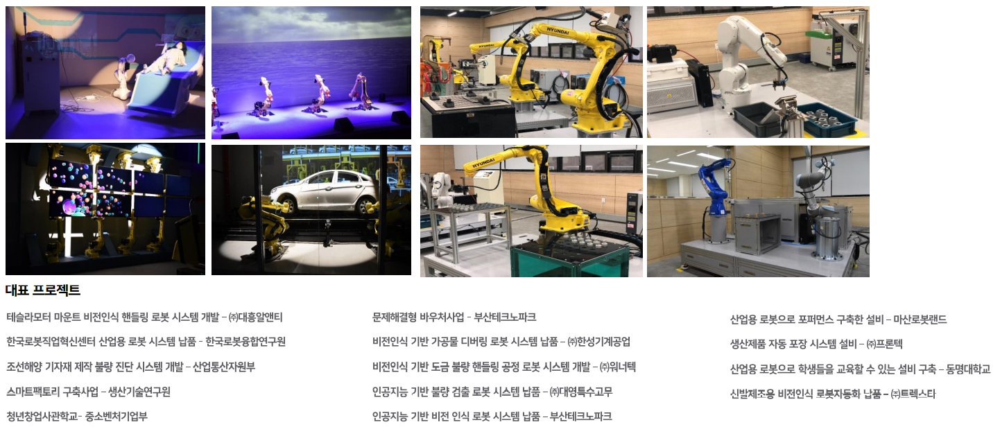 HYUNDAI
HYUNDAI
HYUNDAI
대표 프로젝트
테슬라모터 마운트 비전인식 핸들링 로봇 시스템 개발 – ㈜대흥알앤티
한국로봇직업혁신센터 산업용 로봇 시스템 납품 - 한국로봇융합연구원
조선해양 기자재 제작 불량 진단 시스템 개발 – 산업통산자원부
스마트팩토리 구축사업 – 생산기술연구원
청년창업사관학교- 중소벤처기업부
문제해결형 바우처사업 - 부산테크노파크
비전인식 기반 가공물 디버링 로봇 시스템 납품 – ㈜한성기계공업
비전인식 기반 도금 불량 핸들링 공정 로봇 시스템 개발 – ㈜워너텍
인공지능 기반 불량 검출 로봇 시스템 납품 – ㈜대영특수고무
인공지능 기반 비전 인식 로봇 시스템 납품 – 부산테크노파크
산업용 로봇으로 포퍼먼스 구축한 설비 – 마산로봇랜드
생산제품 자동 포장 시스템 설비 – ㈜프론텍
산업용 로봇으로 학생들을 교육할 수 있는 설비 구축 – 동명대학교
신발제조용 비전인식 로봇자동화 납품 – ㈜트렉스타